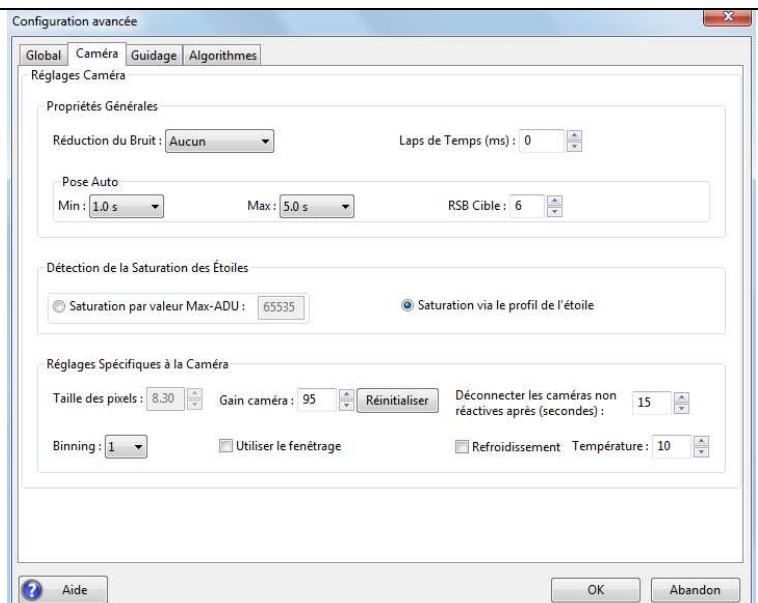 Configuration avancée
Global Caméra Guidage Algorithmes
Réglages Caméra
Propriétés Générales
Réduction du Bruit : Aucun Laps de Temps (ms) : 0
Pose Auto
Min : 1.0 s Max : 5.0 s RSB Cible : 6
Détection de la Saturation des Étoiles
Saturation par valeur Max-ADU : 65535 Saturation via le profil de l'étoile
Réglages Spécifiques à la Caméra
Taille des pixels : 8.30 Gain caméra : 95 Réinitialiser Déconnecter les caméras non
réactives après (secondes) : 15
Binning : 1 Utiliser le fenêtrage Refroidissement Température : 10
Aide OK Abandon